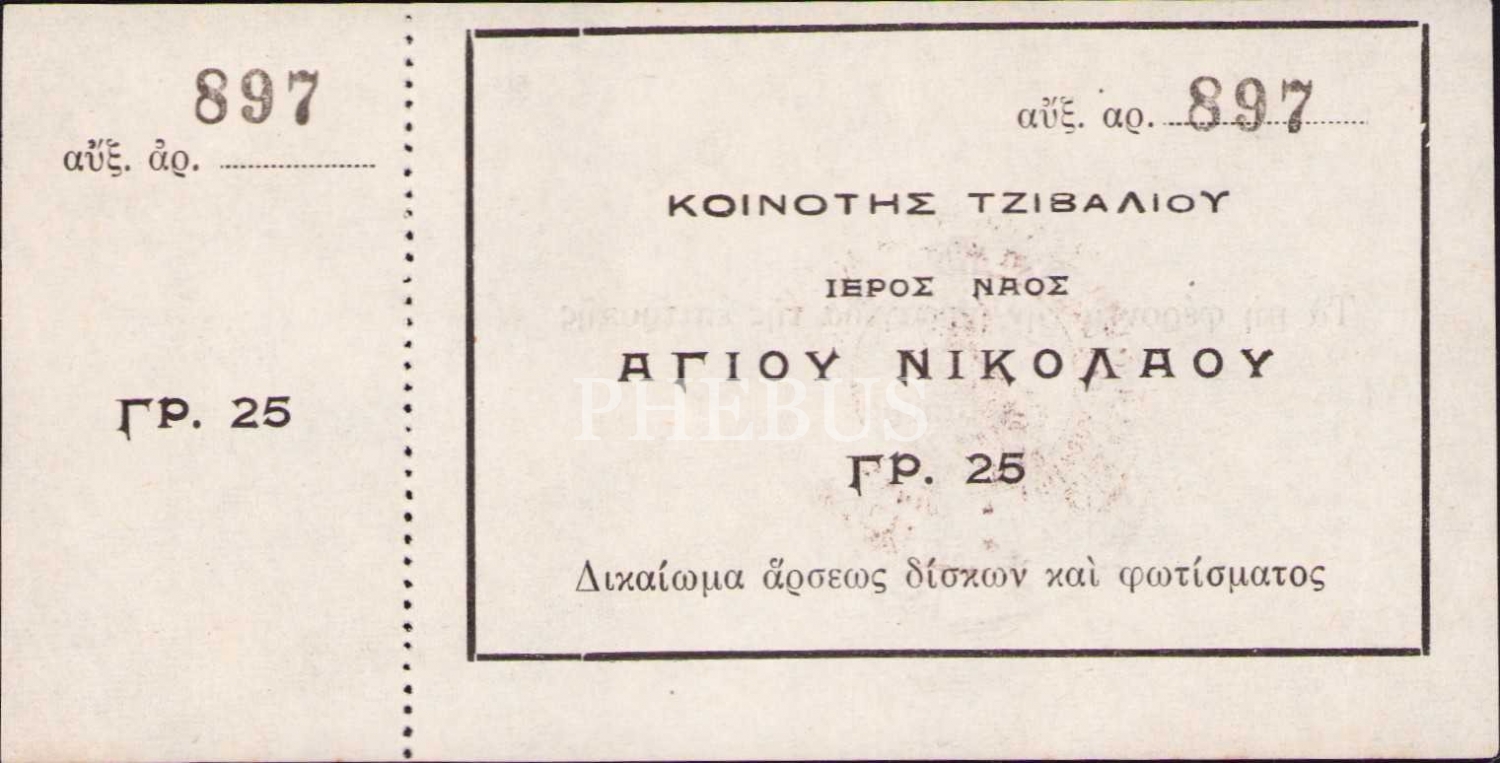 897
αὔξ. ἀρ.
ΓΡ. 25
αὔξ. αρ. 897
ΚΟΙΝΟΤΗΣ ΤΖΙΒΑΛΙΟΥ
ΙΕΡΟΣ ΝΑΟΣ
ΑΓΙΟΥ ΝΙΚΟΛΑΟΥ
PHEBUS
ΓΡ. 25
Δικαίωμα ἄρσεως δίσκων καὶ φωτίσματος